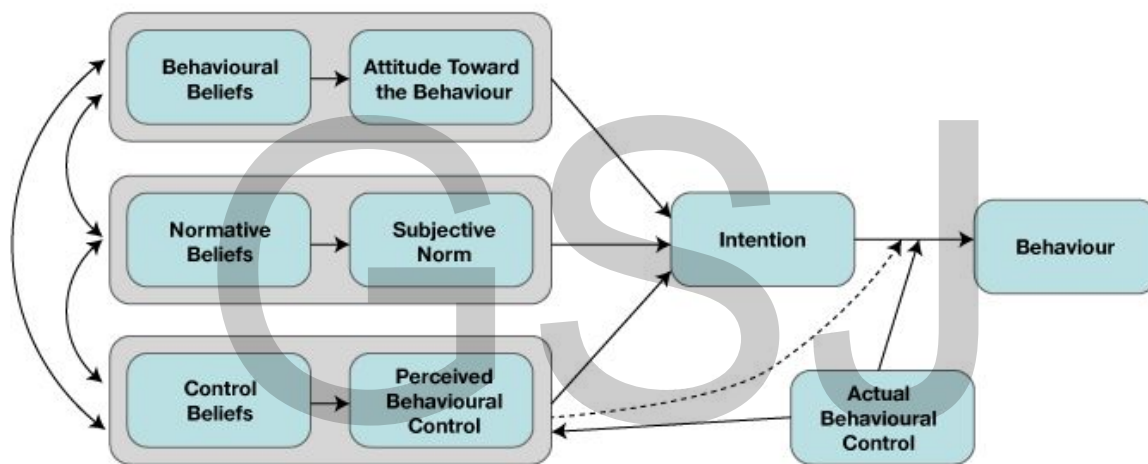 Behavioural
Beliefs
Attitude Toward
the Behaviour
Normative
Beliefs
Subjective
Norm
Intention
Behaviour
Control
Beliefs
Perceived
Behavioural
Control
Actual
Behavioural
Control
GSJ